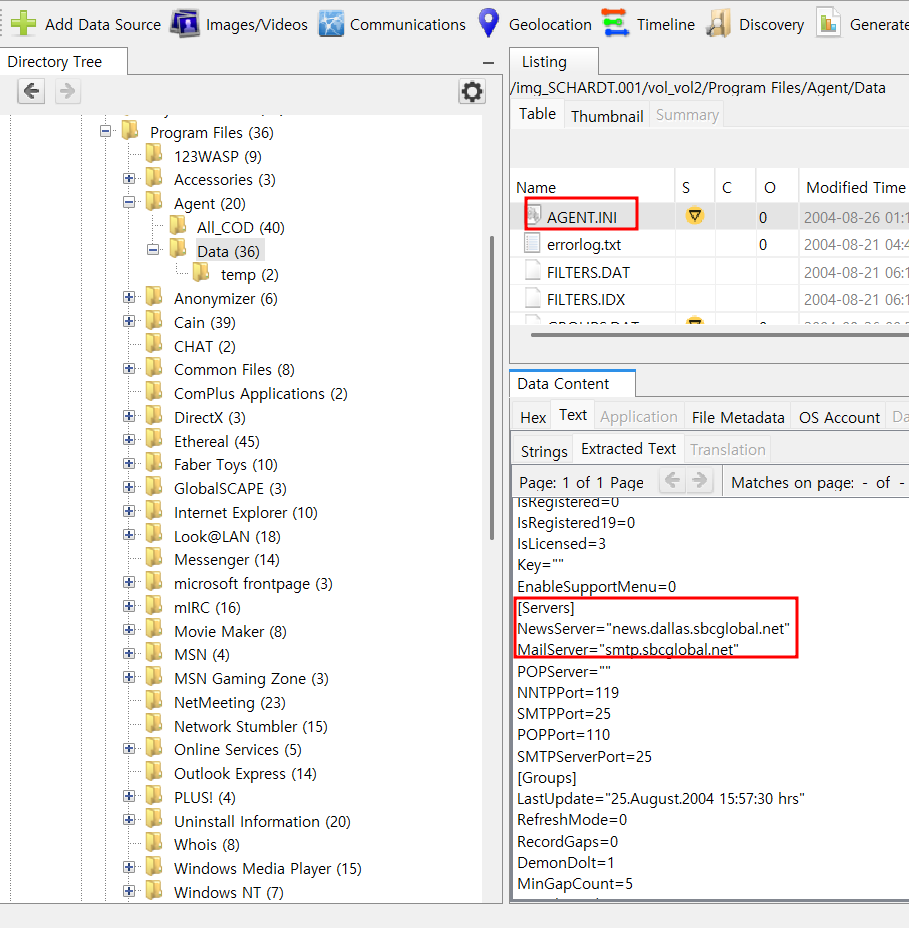 Add Data Source Images/Videos Communications Geolocation Timeline Discovery Generate
Directory Tree
Program Files (36)
123WASP (9)
Accessories (3)
Agent (20)
All_COD (40)
Data (36)
temp (2)
Anonymizer (6)
Cain (39)
CHAT (2)
Common Files (8)
ComPlus Applications (2)
DirectX (3)
Ethereal (45)
Faber Toys (10)
GlobalSCAPE (3)
Internet Explorer (10)
Look@LAN (18)
Messenger (14)
microsoft frontpage (3)
mIRC (16)
Movie Maker (8)
MSN (4)
MSN Gaming Zone (3)
NetMeeting (23)
Network Stumbler (15)
Online Services (5)
Outlook Express (14)
PLUS! (4)
Uninstall Information (20)
Whois (8)
Windows Media Player (15)
Windows NT (7)
Listing
/img_SCHARDT.001/vol_vol2/Program Files/Agent/Data
Table Thumbnail Summary
Name S C O Modified Time
AGENT.INI 0 2004-08-26 01:1
errorlog.txt 0 2004-08-21 04:4
FILTERS.DAT 2004-08-21 06:1
FILTERS.IDX 2004-08-21 06:1
GROUPS.DAT 0
Data Content
Hex Text Application File Metadata OS Account Da
Strings Extracted Text Translation
Page: 1 of 1 Page Matches on page: - of -
IsRegistered=0
IsRegistered19=0
IsLicensed=3
Key=""
EnableSupportMenu=0
[Servers]
NewsServer="news.dallas.sbcglobal.net"
MailServer="smtp.sbcglobal.net"
POPServer=""
NNTPPort=119
SMTPPort=25
POPPort=110
SMTPServerPort=25
[Groups]
LastUpdate="25.August.2004 15:57:30 hrs"
RefreshMode=0
RecordGaps=0
DemonDolt=1
MinGapCount=5